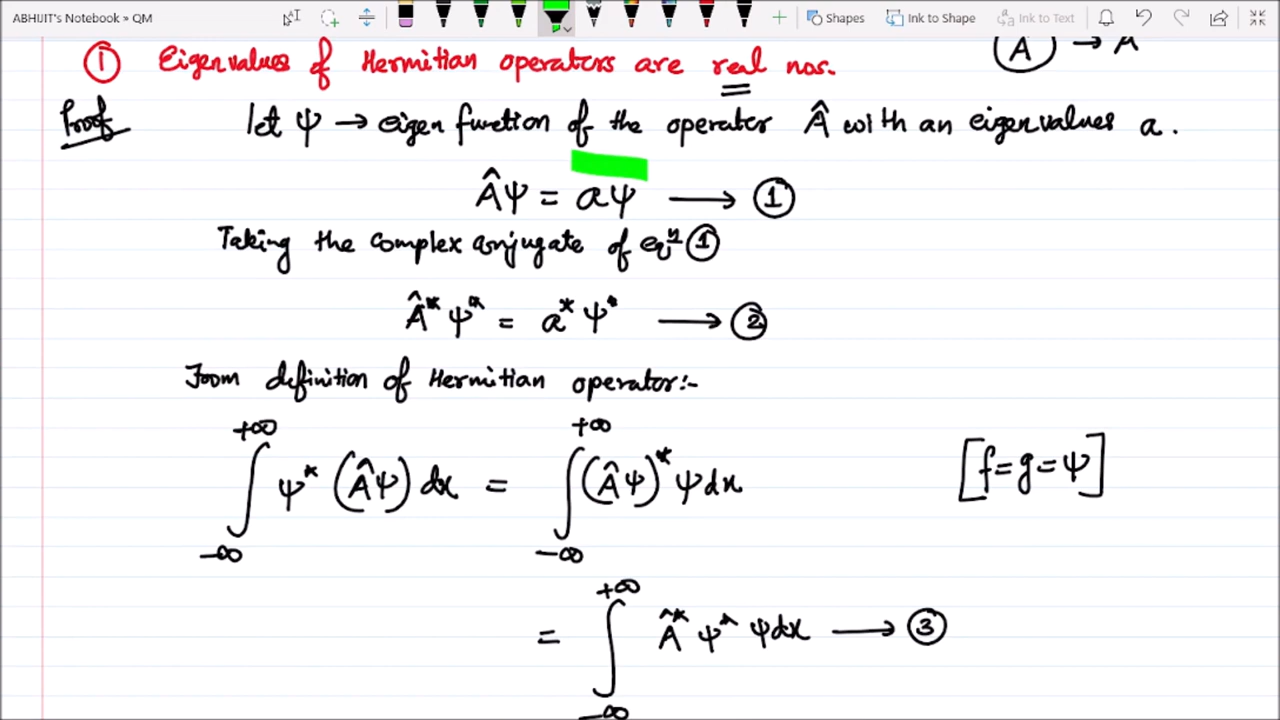 ABHIJIT's Notebook » QM
Shapes Ink to Shape Ink to Text
① Eigenvalues of Hermitian operators are real nos.
Â → A
Proof let ψ → eigen function of the operator Â with an eigenvalues a.
Âψ = aψ → ①
Taking the complex conjugate of eqⁿ ①
Â* ψ* = a* ψ* → ②
From definition of Hermitian operator:-
∫₋∞⁺∞ ψ* (Âψ) dx = ∫₋∞⁺∞ (Âψ)* ψ dx [f=g=ψ]
= ∫₋∞⁺∞ Â* ψ* ψ dx → ③